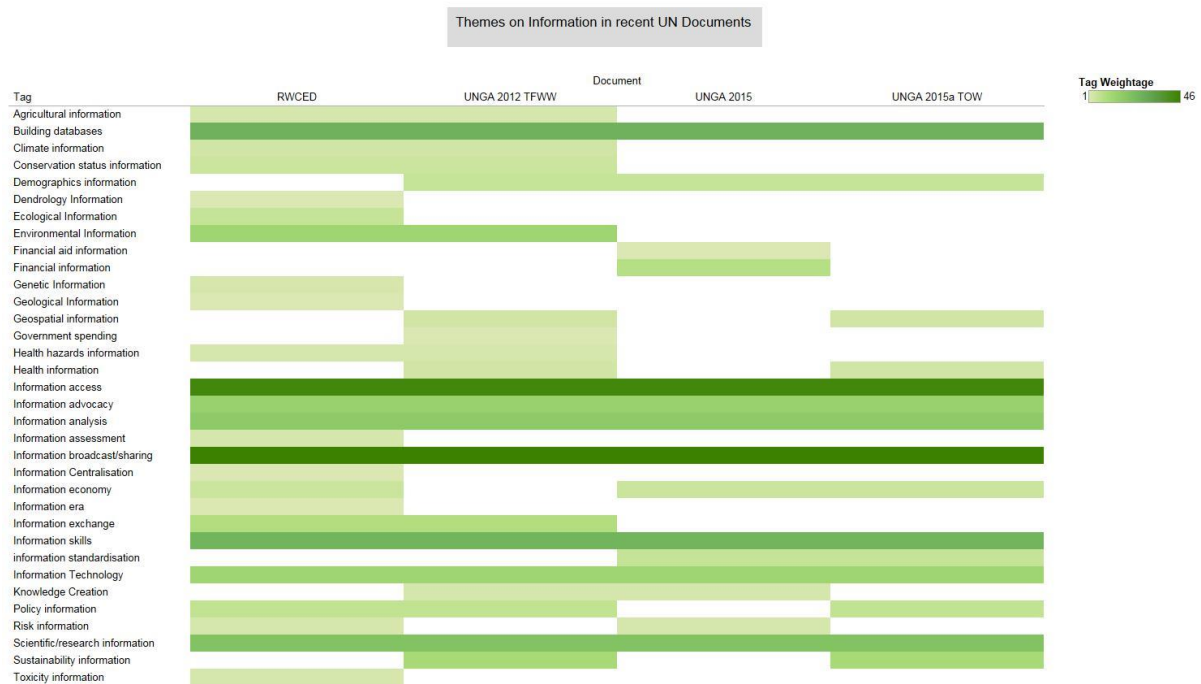 Themes on Information in recent UN Documents
Document
Tag Weightage
1 46
Tag RWCED UNGA 2012 TFWW UNGA 2015 UNGA 2015a TOW
Agricultural information
Building databases
Climate information
Conservation status information
Demographics information
Dendrology Information
Ecological Information
Environmental Information
Financial aid information
Financial information
Genetic Information
Geological Information
Geospatial information
Government spending
Health hazards information
Health information
Information access
Information advocacy
Information analysis
Information assessment
Information broadcast/sharing
Information Centralisation
Information economy
Information era
Information exchange
Information skills
information standardisation
Information Technology
Knowledge Creation
Policy information
Risk information
Scientific/research information
Sustainability information
Toxicity information